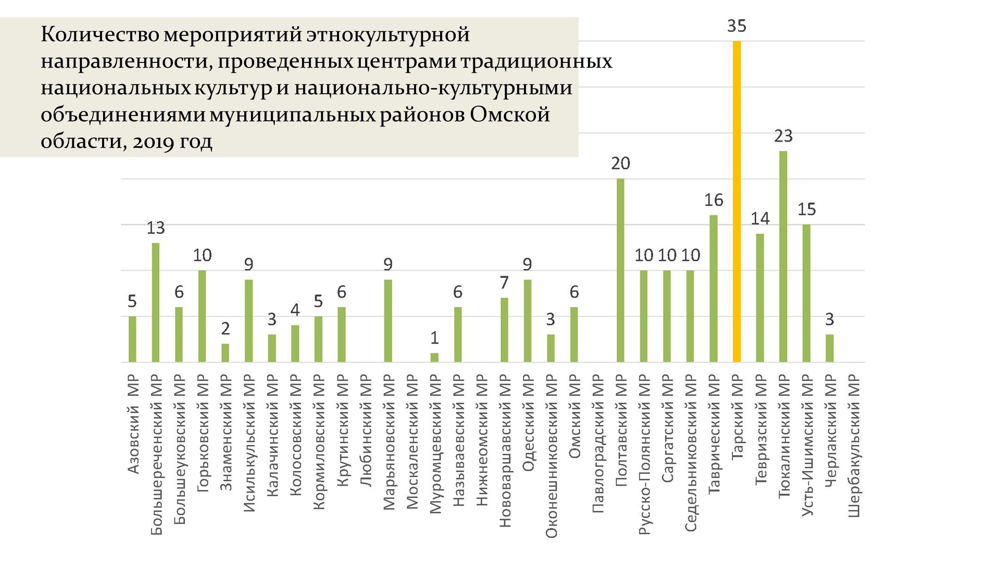 Количество мероприятий этнокультурной
направленности, проведенных центрами традиционных
национальных культур и национально-культурными
объединениями муниципальных районов Омской
области, 2019 год
5
13
6
10
2
9
3
4
5
6
9
1
6
7
9
3
6
20
10
10
10
16
35
14
23
15
3
Азовский МР
Большереченский МР
Большеуковский МР
Горьковский МР
Знаменский МР
Исилькульский МР
Калачинский МР
Колосовский МР
Кормиловский МР
Крутинский МР
Любинский МР
Марьяновский МР
Москаленский МР
Муромцевский МР
Называевский МР
Нижнеомский МР
Нововаршавский МР
Одесский МР
Оконешниковский МР
Омский МР
Павлоградский МР
Полтавский МР
Русско-Полянский МР
Саргатский МР
Седельниковский МР
Таврический МР
Тарский МР
Тевризский МР
Тюкалинский МР
Усть-Ишимский МР
Черлакский МР
Шербакульский МР